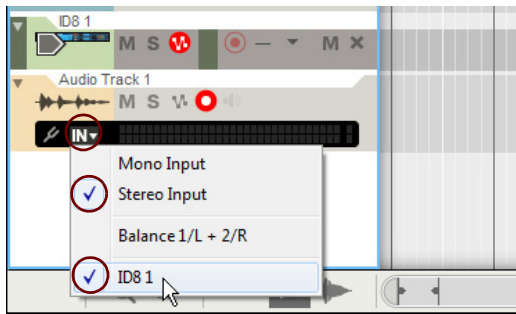 ID8 1
M S M ×
Audio Track 1
M S
IN
Mono Input
Stereo Input
Balance 1/L + 2/R
ID8 1